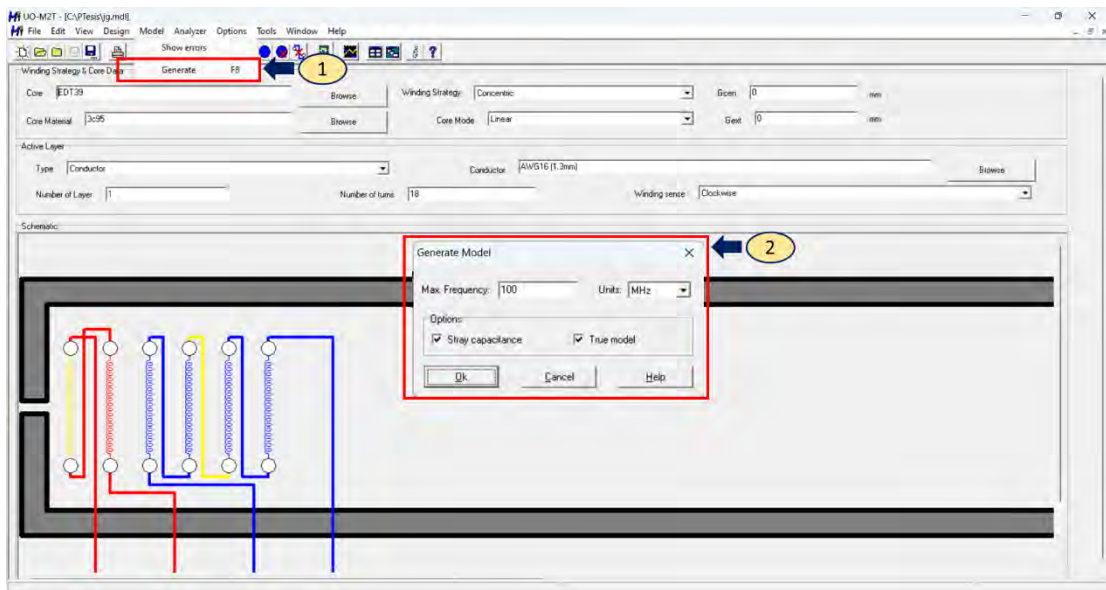 UO-M2T - [C:\PTesis\jg.mdl]
File Edit View Design Model Analyzer Options Tools Window Help
Show errors
Generate F8
1
Winding Strategy & Core Data
Core EDT39 Browse Winding Strategy Concentric Gcen 0 mm
Core Material 3c95 Browse Core Mode Linear Gext 0 mm
Active Layer
Type Conductor Conductor AWG16 (1.3mm) Browse
Number of Layer 1 Number of turns 18 Winding sense Clockwise
Schematic
Generate Model
2
Max. Frequency: 100 Units: MHz
Options
Stray capacitance True model
Ok Cancel Help